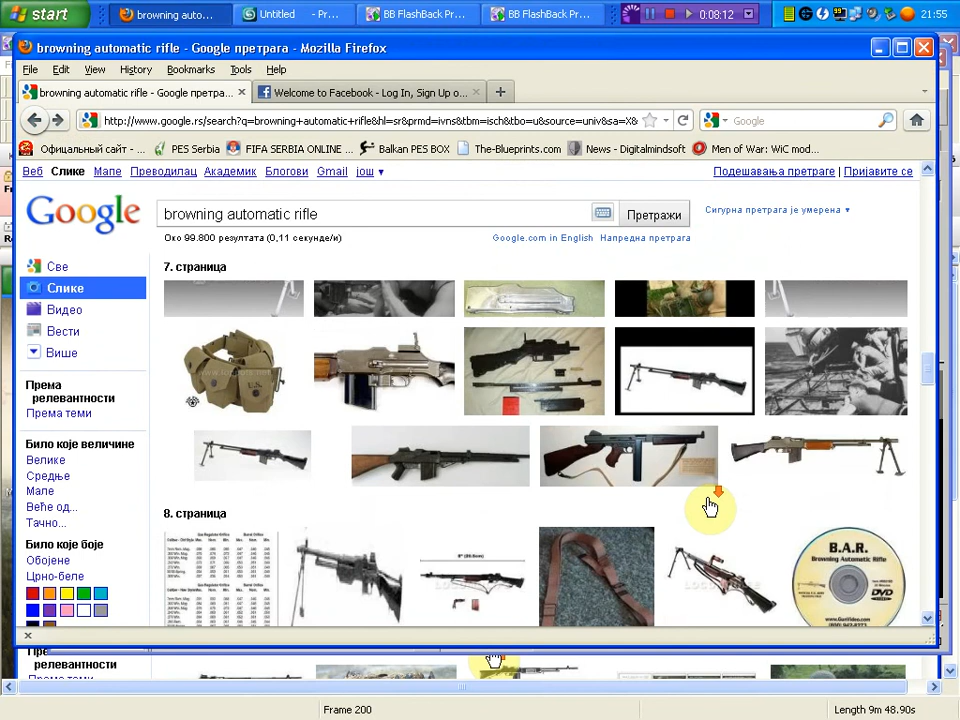 start
browning auto...
Untitled - Pr...
BB FlashBack Pr...
BB FlashBack Pr...
0:08:12
21:55
browning automatic rifle - Google претрага - Mozilla Firefox
File Edit View History Bookmarks Tools Help
browning automatic rifle - Google претра...
Welcome to Facebook - Log In, Sign Up o...
http://www.google.rs/search?q=browning+automatic+rifle&hl=sr&prmd=ivns&tbm=isch&tbo=u&source=univ&sa=X&
Google
Официјалный сайт - ...
PES Serbia
FIFA SERBIA ONLINE ...
Balkan PES BOX
The-Blueprints.com
News - Digitalmindsoft
Men of War: WiC mod...
Веб Слике Мапе Преводилац Академик Блогови Gmail још ▼
Подешавања претраге | Пријавите се
Google
browning automatic rifle
Претражи
Сигурна претрага је умерена ▼
Око 99.800 резултата (0,11 секунде/и)
Google.com in English Напредна претрага
Све
Слике
Видео
Вести
Више
Према релевантности
Према теми
Било које величине
Велике
Средње
Мале
Веће од...
Тачно...
Било које боје
Обојене
Црно-беле
7. страница
U.S.
8. страница
B.A.R.
Browning Automatic Rifle
DVD
релевантности
Према теми
Frame 200
Length 9m 48.90s